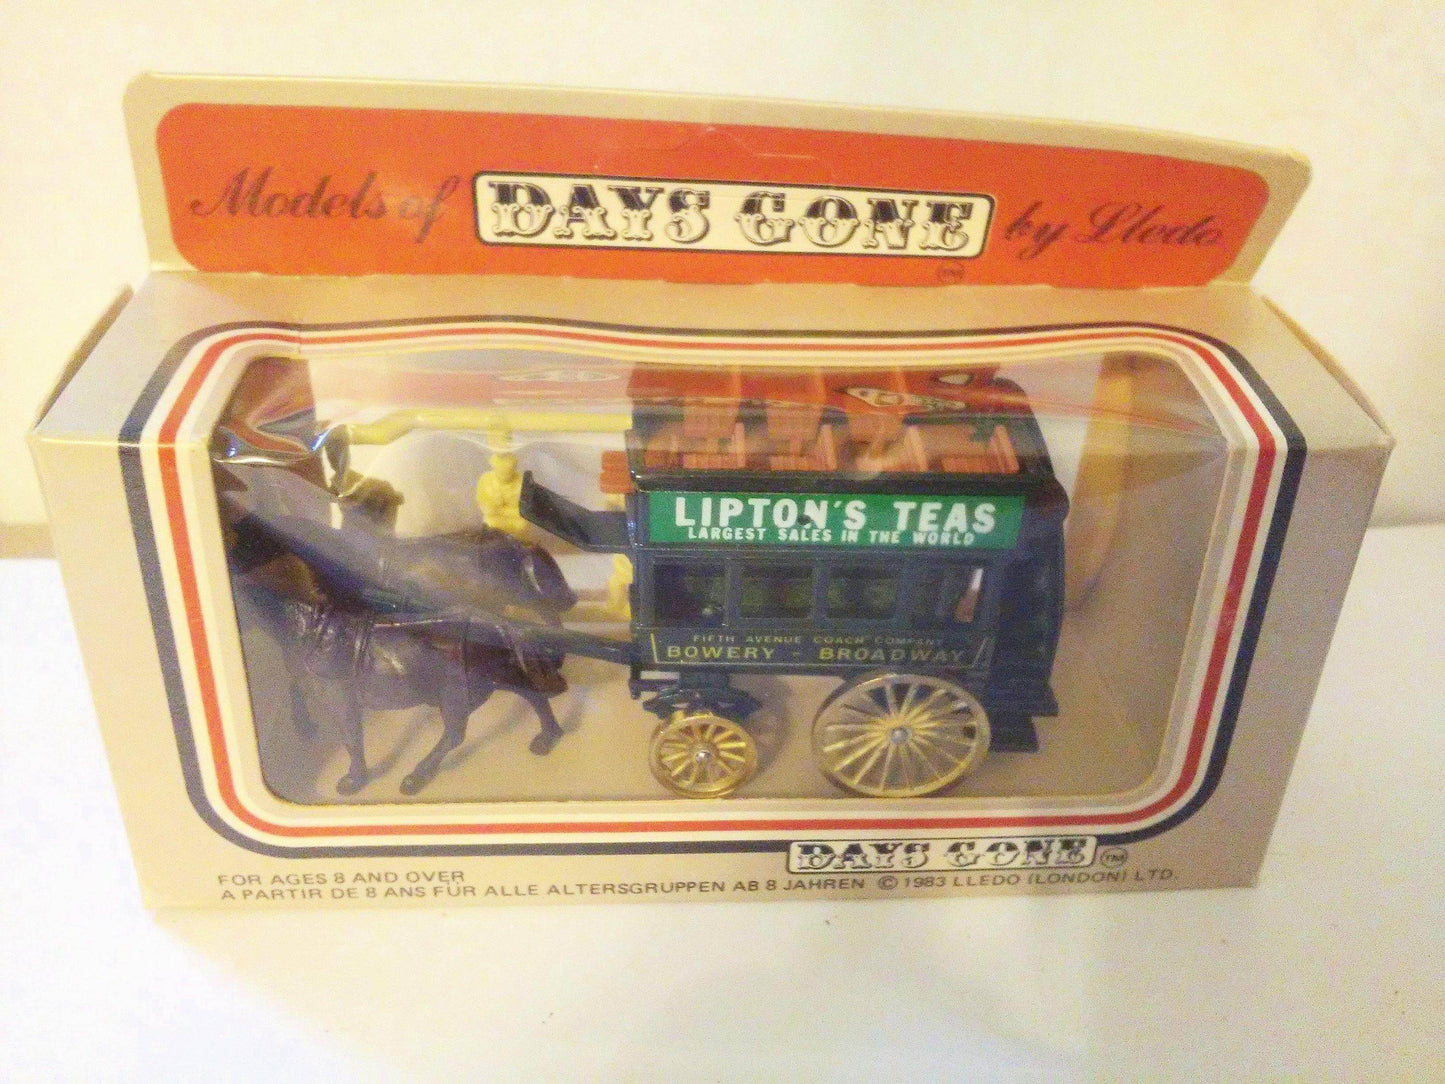 Models of DAYS GONE by Lledo
TM
LIPTON'S TEAS
LARGEST SALES IN THE WORLD
FIFTH AVENUE COACH COMPANY
BOWERY - BROADWAY
DAYS GONE TM
FOR AGES 8 AND OVER
A PARTIR DE 8 ANS FÜR ALLE ALTERSGRUPPEN AB 8 JAHREN © 1983 LLEDO (LONDON) LTD.